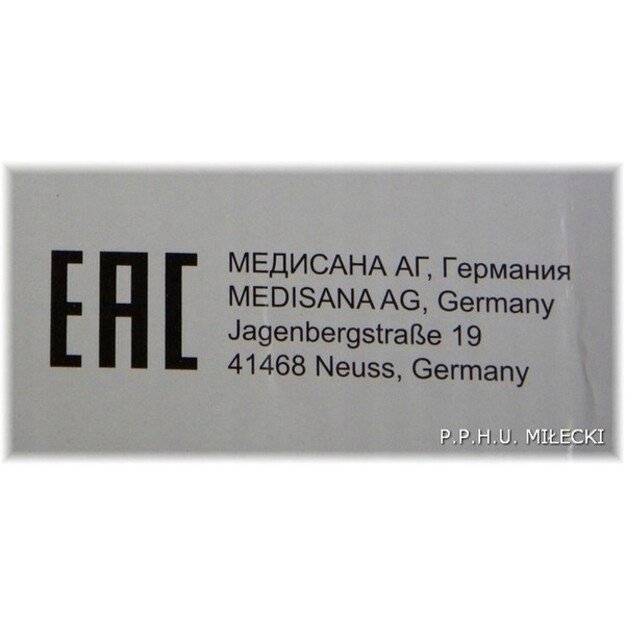 EAC
МЕДИСАНА АГ, Германия
MEDISANA AG, Germany
Jagenbergstraße 19
41468 Neuss, Germany
P.P.H.U. MIŁECKI